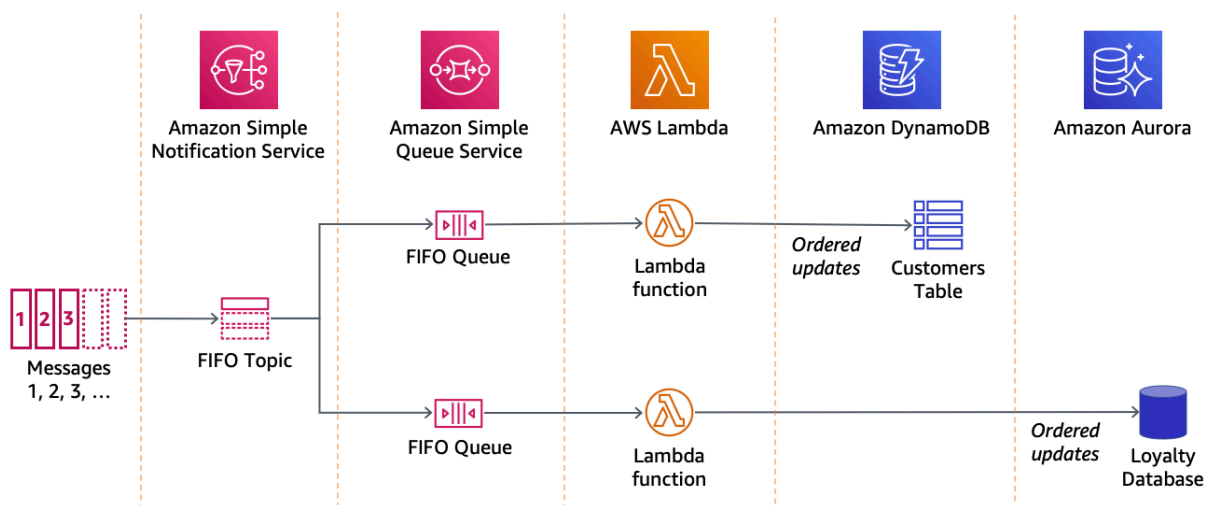 Amazon Simple
Notification Service
Amazon Simple
Queue Service
AWS Lambda
Amazon DynamoDB
Amazon Aurora
1 2 3
Messages
1, 2, 3, ...
FIFO Topic
FIFO Queue
Lambda
function
Ordered
updates
Customers
Table
FIFO Queue
Lambda
function
Ordered
updates
Loyalty
Database